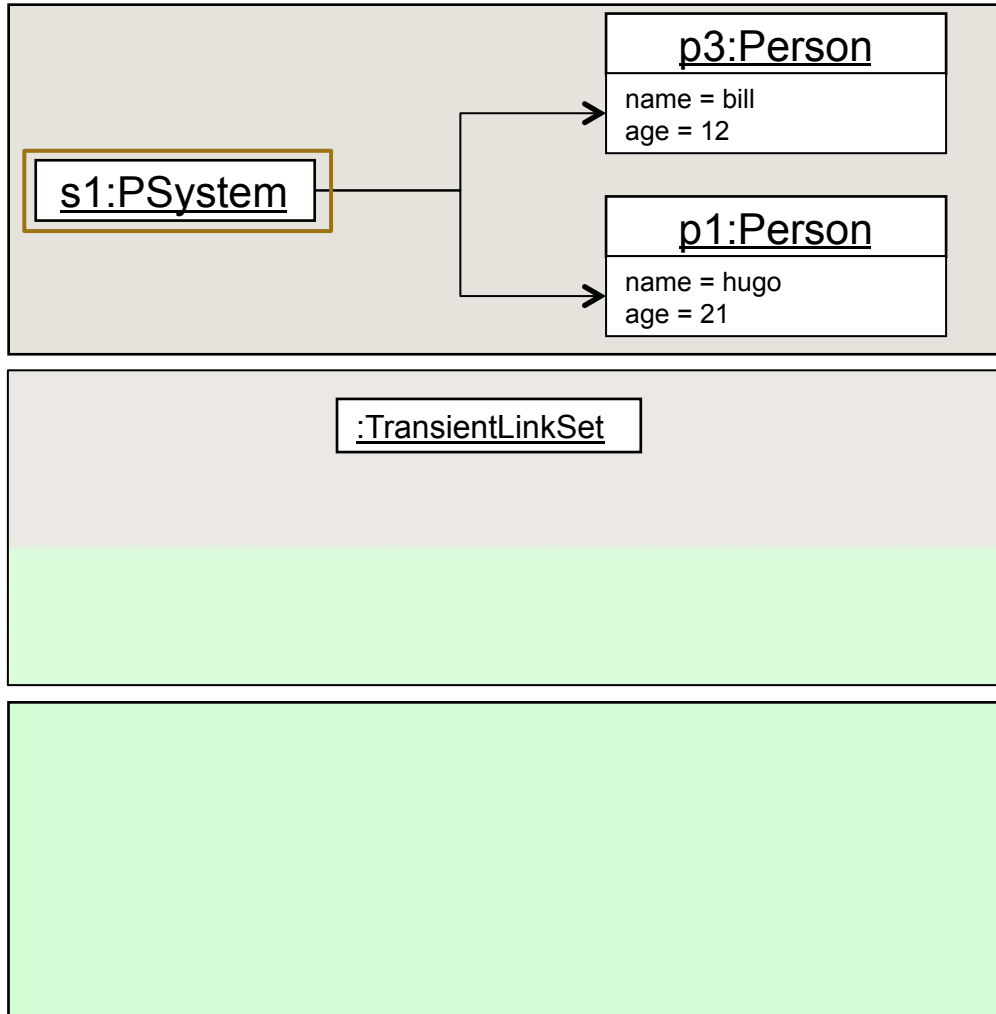 p3:Person
name = bill
age = 12
s1:PSystem
p1:Person
name = hugo
age = 21
:TransientLinkSet